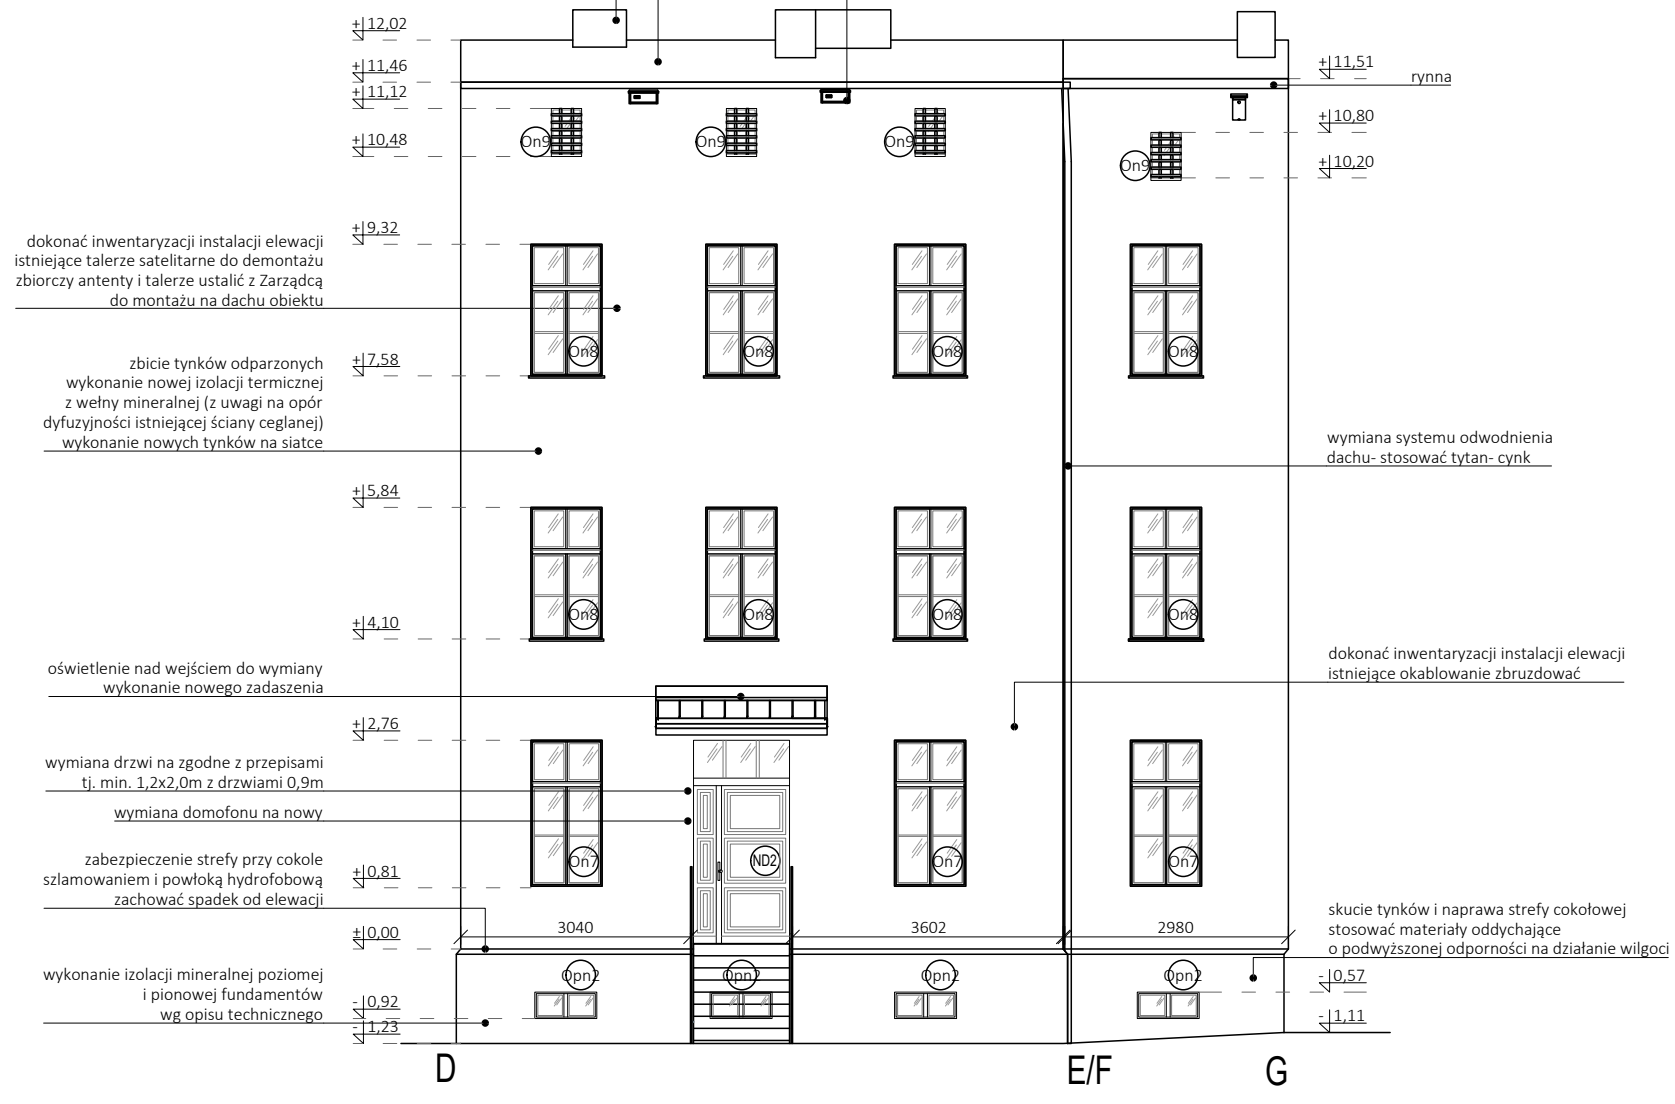 +|12,02
+|11,46
+|11,12
+|10,48
+|9,32
dokonać inwentaryzacji instalacji elewacji
istniejące talerze satelitarne do demontażu
zbiorczy antenty i talerze ustalić z Zarządcą
do montażu na dachu obiektu
zbicie tynków odparzonych
wykonanie nowej izolacji termicznej
z wełny mineralnej (z uwagi na opór
dyfuzyjności istniejącej ściany ceglanej)
wykonanie nowych tynków na siatce
+|7,58
+|5,84
+|4,10
oświetlenie nad wejściem do wymiany
wykonanie nowego zadaszenia
+|2,76
wymiana drzwi na zgodne z przepisami
tj. min. 1,2x2,0m z drzwiami 0,9m
wymiana domofonu na nowy
zabezpieczenie strefy przy cokole
szlamowaniem i powłoką hydrofobową
zachować spadek od elewacji
+|0,81
±|0,00
wykonanie izolacji mineralnej poziomej
i pionowej fundamentów
wg opisu technicznego
-|0,92
-|1,23
On9
On9
On9
On9
On8
On8
On8
On8
On8
On8
On8
On8
On7
ND2
On7
On7
3040
3602
2980
Opn2
Opn2
Opn2
Opn2
D
E/F
G
+|11,51
rynna
+|10,80
+|10,20
wymiana systemu odwodnienia
dachu- stosować tytan- cynk
dokonać inwentaryzacji instalacji elewacji
istniejące okablowanie zbruzdować
skucie tynków i naprawa strefy cokołowej
stosować materiały oddychające
o podwyższonej odporności na działanie wilgoci
-|0,57
-|1,11